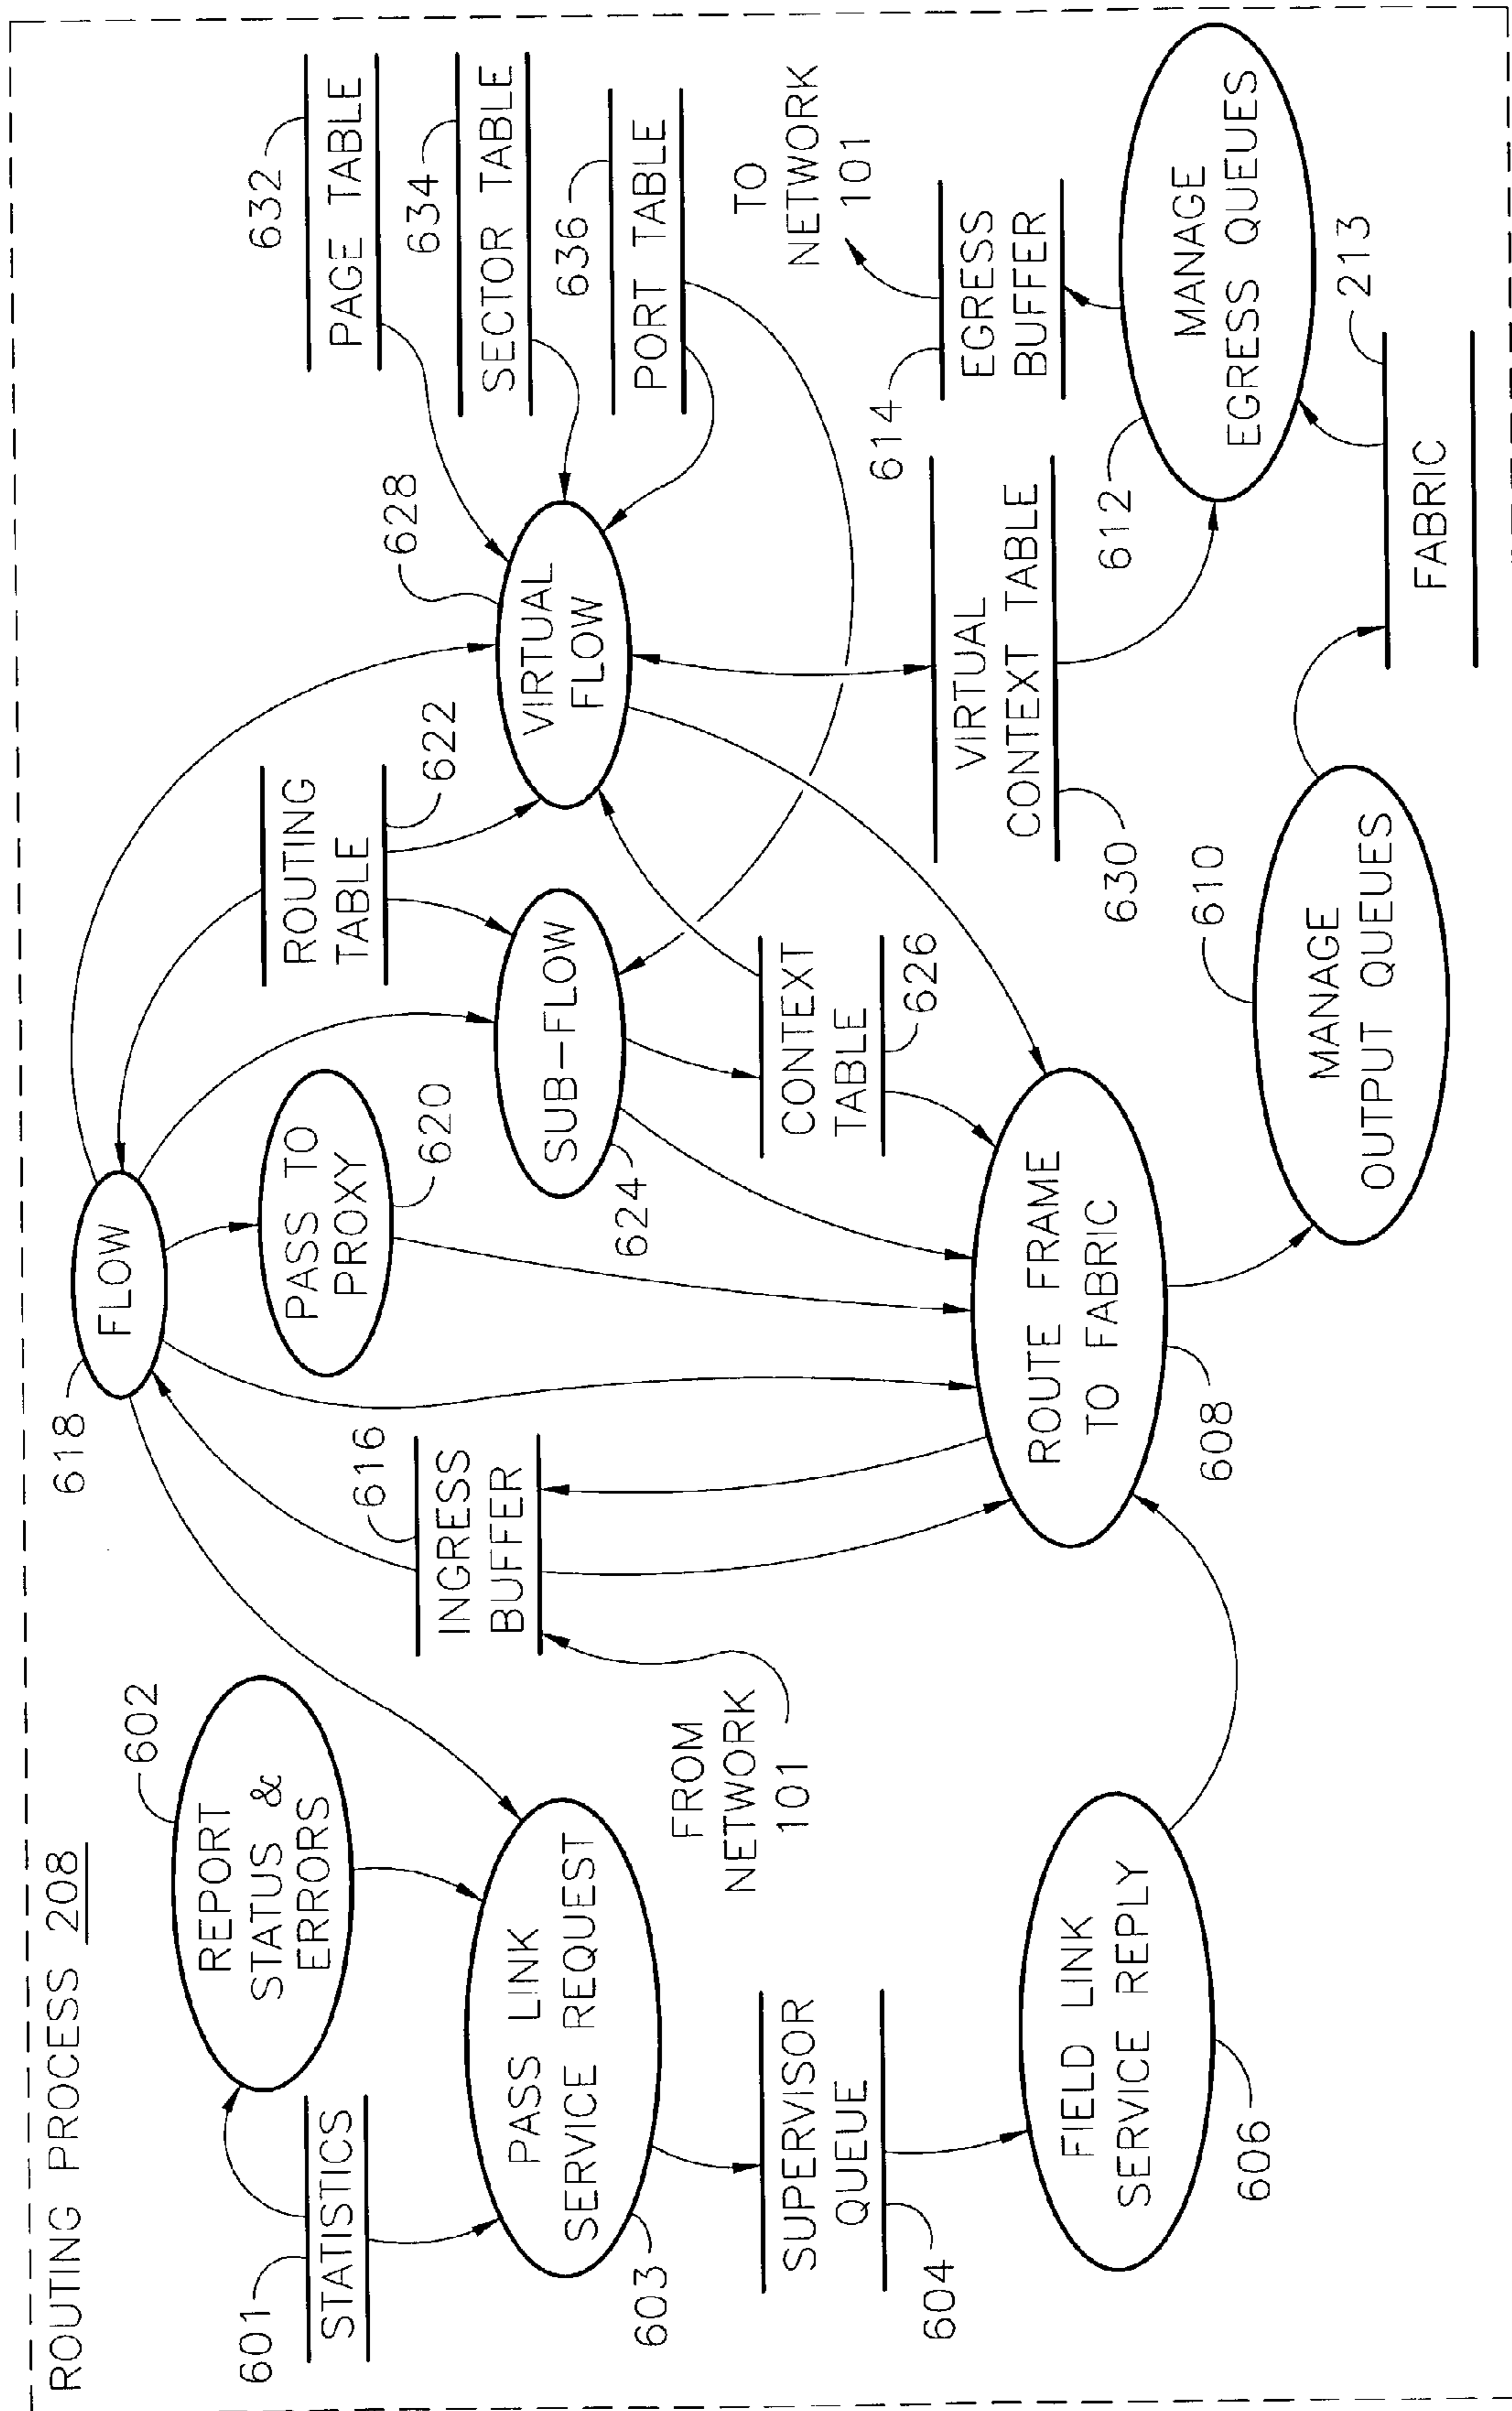 ROUTING PROCESS 208
601
STATISTICS
602
REPORT
STATUS &
ERRORS
603
PASS LINK
SERVICE REQUEST
604
SUPERVISOR
QUEUE
606
FIELD LINK
SERVICE REPLY
FROM
NETWORK
101
616
INGRESS
BUFFER
618
FLOW
620
PASS TO
PROXY
622
ROUTING
TABLE
624
SUB-FLOW
626
CONTEXT
TABLE
608
ROUTE FRAME
TO FABRIC
628
VIRTUAL
FLOW
632
PAGE TABLE
634
SECTOR TABLE
636
PORT TABLE
630
VIRTUAL
CONTEXT TABLE
610
MANAGE
OUTPUT QUEUES
213
FABRIC
612
MANAGE
EGRESS QUEUES
614
EGRESS
BUFFER
TO
NETWORK
101